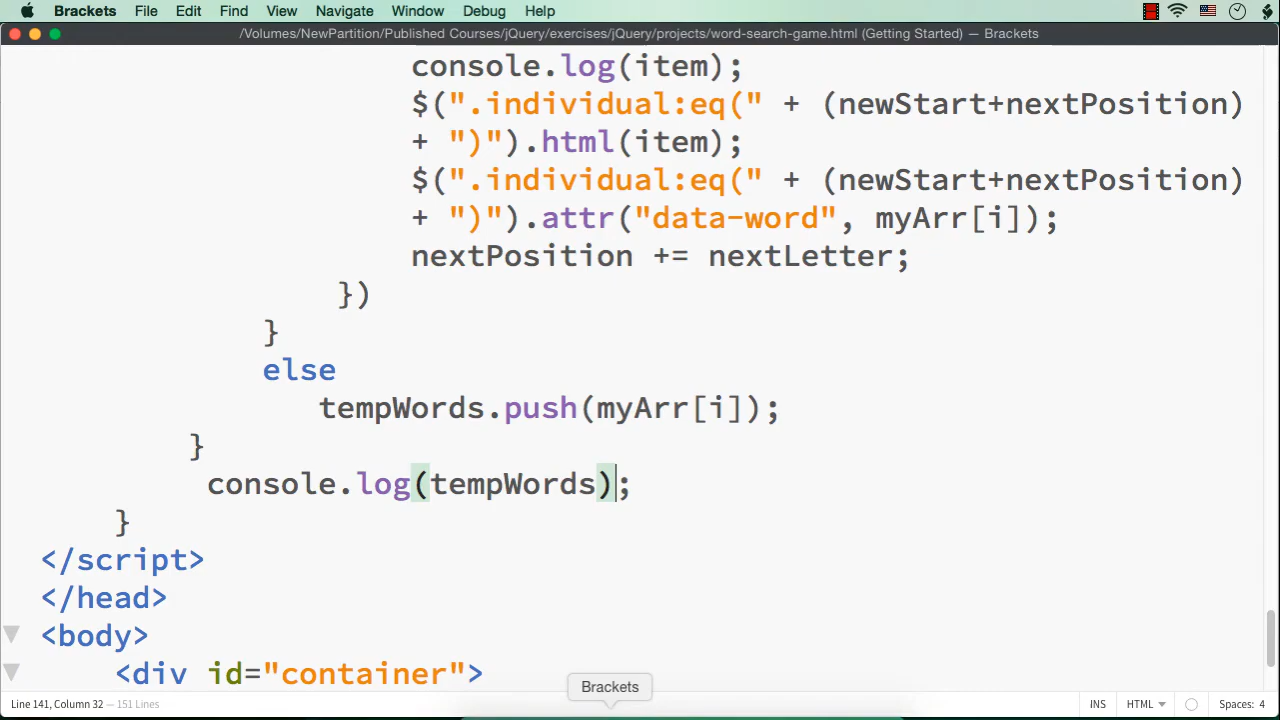 Brackets File Edit Find View Navigate Window Debug Help
/Volumes/NewPartition/Published Courses/jQuery/exercises/jQuery/projects/word-search-game.html (Getting Started) — Brackets
console.log(item);
$(".individual:eq(" + (newStart+nextPosition)
+ ")").html(item);
$(".individual:eq(" + (newStart+nextPosition)
+ ")").attr("data-word", myArr[i]);
nextPosition += nextLetter;
})
}
else
tempWords.push(myArr[i]);
}
console.log(tempWords);
}
</script>
</head>
<body>
<div id="container">
Brackets
Line 141, Column 32 — 151 Lines INS HTML Spaces: 4